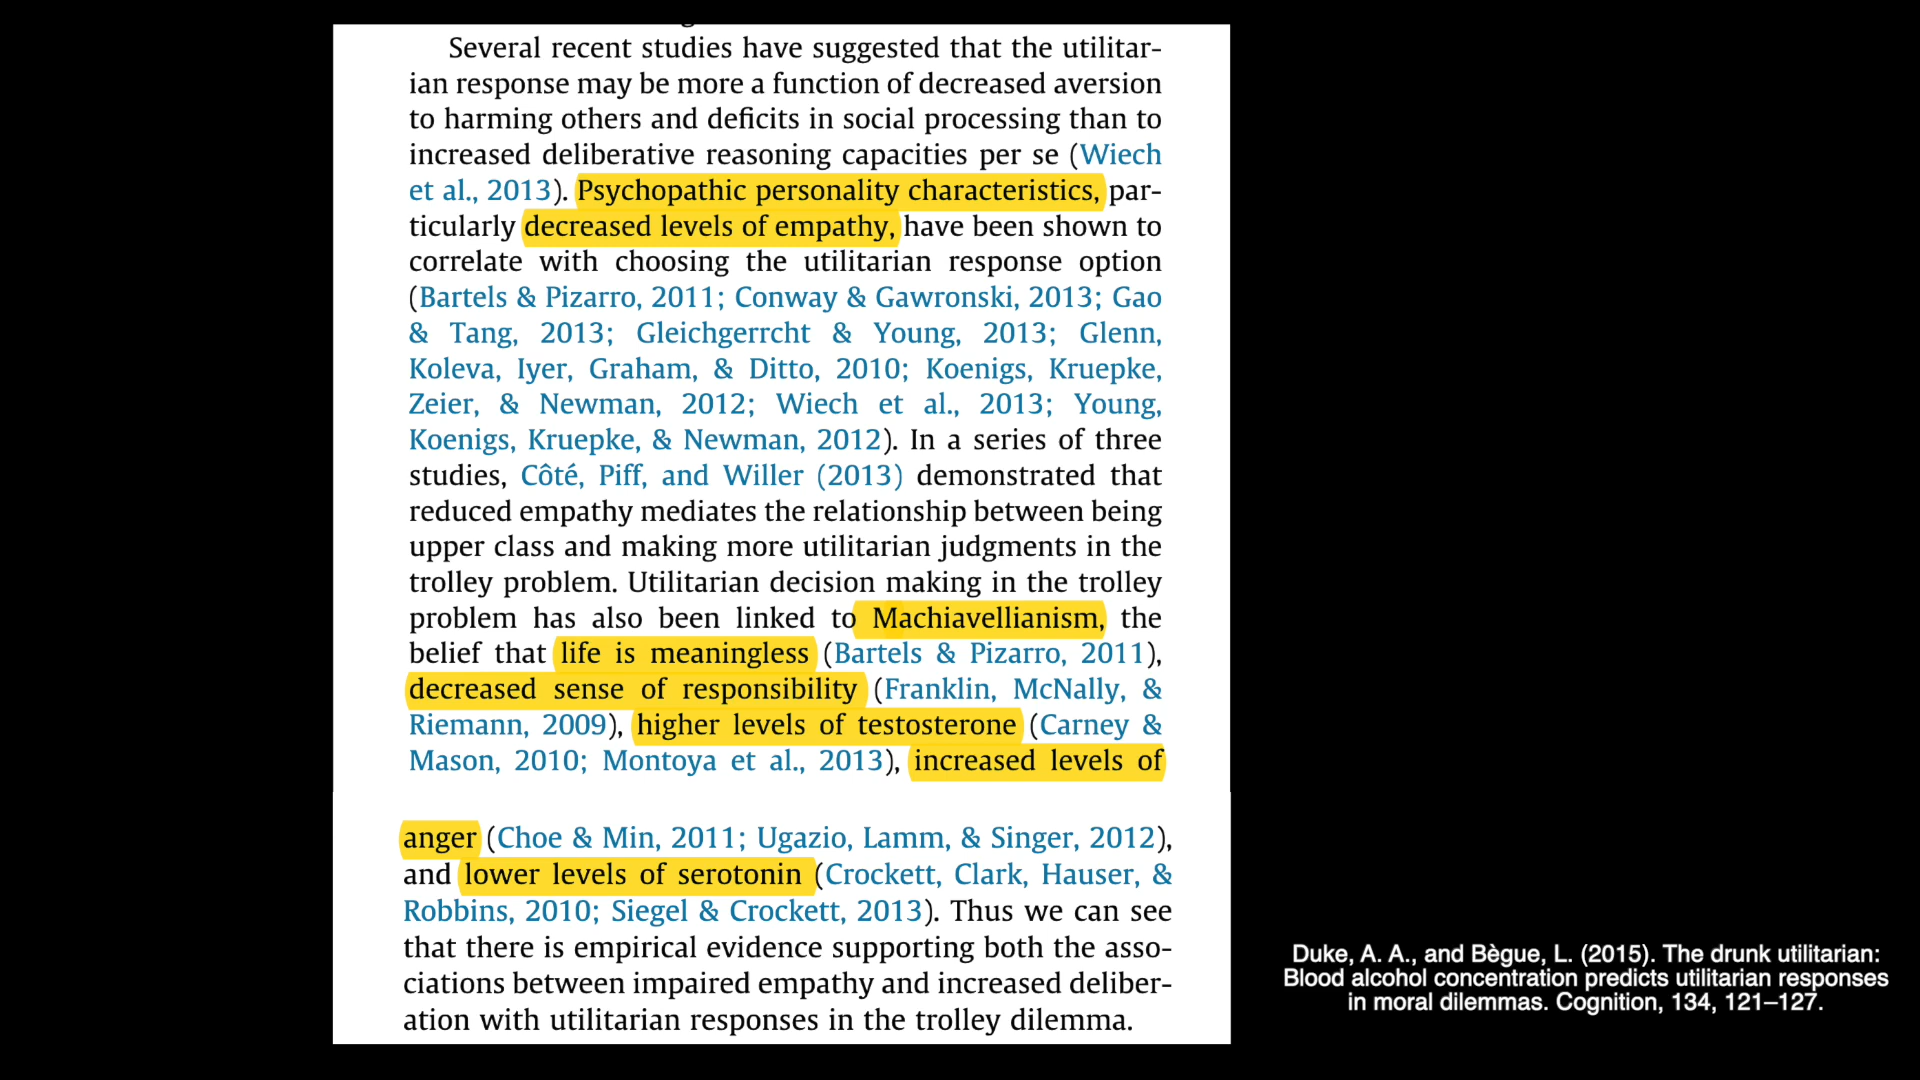 Several recent studies have suggested that the utilitar-
ian response may be more a function of decreased aversion
to harming others and deficits in social processing than to
increased deliberative reasoning capacities per se (Wiech
et al., 2013). Psychopathic personality characteristics, par-
ticularly decreased levels of empathy, have been shown to
correlate with choosing the utilitarian response option
(Bartels & Pizarro, 2011; Conway & Gawronski, 2013; Gao
& Tang, 2013; Gleichgerrcht & Young, 2013; Glenn,
Koleva, Iyer, Graham, & Ditto, 2010; Koenigs, Kruepke,
Zeier, & Newman, 2012; Wiech et al., 2013; Young,
Koenigs, Kruepke, & Newman, 2012). In a series of three
studies, Côté, Piff, and Willer (2013) demonstrated that
reduced empathy mediates the relationship between being
upper class and making more utilitarian judgments in the
trolley problem. Utilitarian decision making in the trolley
problem has also been linked to Machiavellianism, the
belief that life is meaningless (Bartels & Pizarro, 2011),
decreased sense of responsibility (Franklin, McNally, &
Riemann, 2009), higher levels of testosterone (Carney &
Mason, 2010; Montoya et al., 2013), increased levels of
anger (Choe & Min, 2011; Ugazio, Lamm, & Singer, 2012),
and lower levels of serotonin (Crockett, Clark, Hauser, &
Robbins, 2010; Siegel & Crockett, 2013). Thus we can see
that there is empirical evidence supporting both the asso-
ciations between impaired empathy and increased deliber-
ation with utilitarian responses in the trolley dilemma.
Duke, A. A., and Bègue, L. (2015). The drunk utilitarian:
Blood alcohol concentration predicts utilitarian responses
in moral dilemmas. Cognition, 134, 121–127.